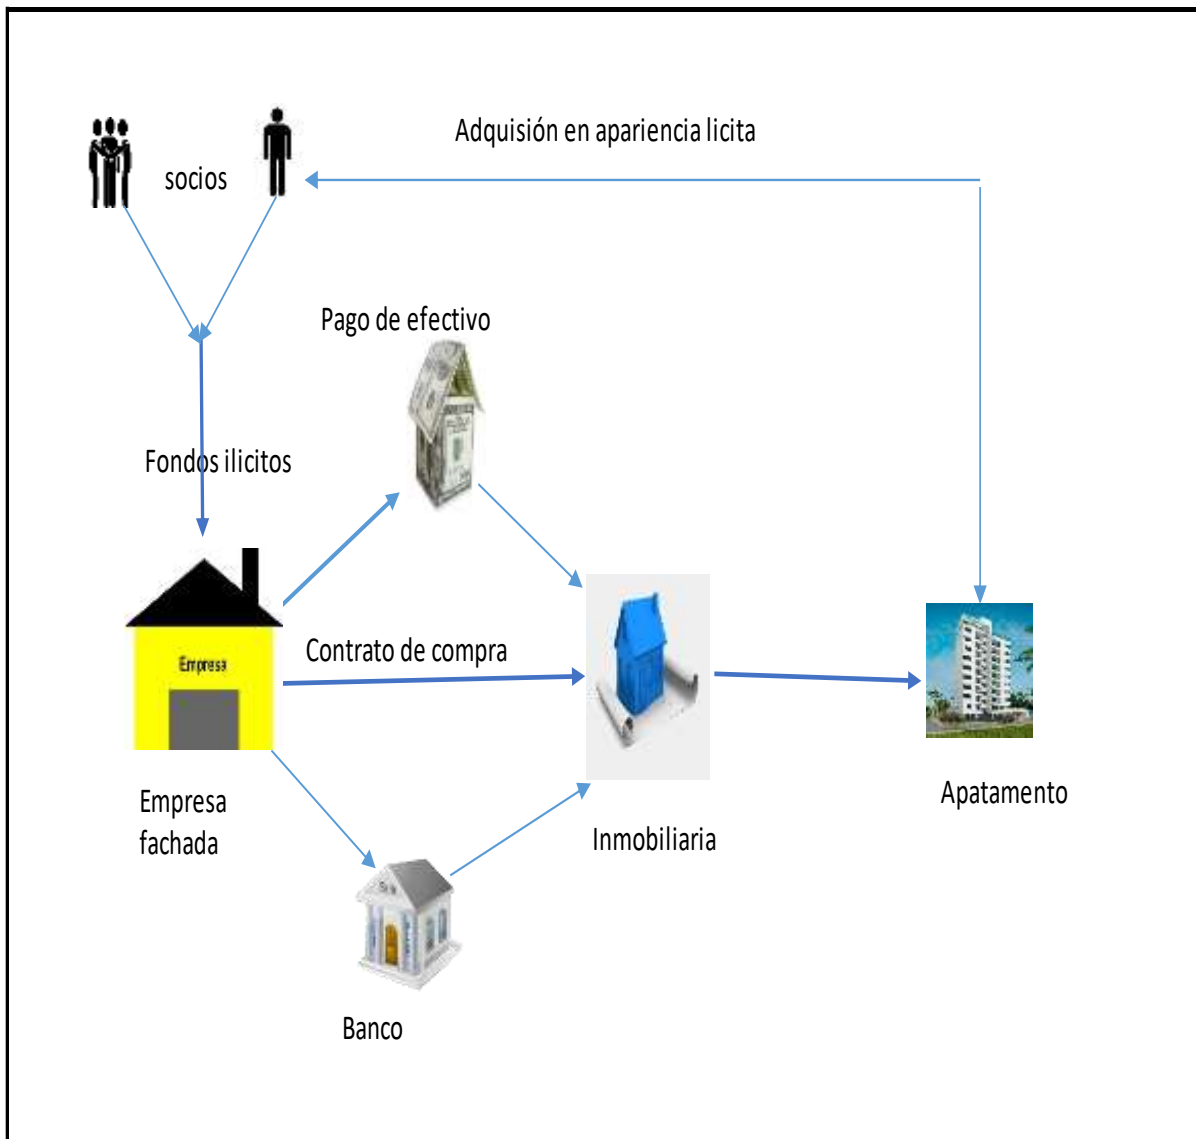 Adquisión en apariencia licita
socios
Pago de efectivo
Fondos ilicitos
Empresa
Contrato de compra
Empresa
fachada
Inmobiliaria
Apatamento
Banco